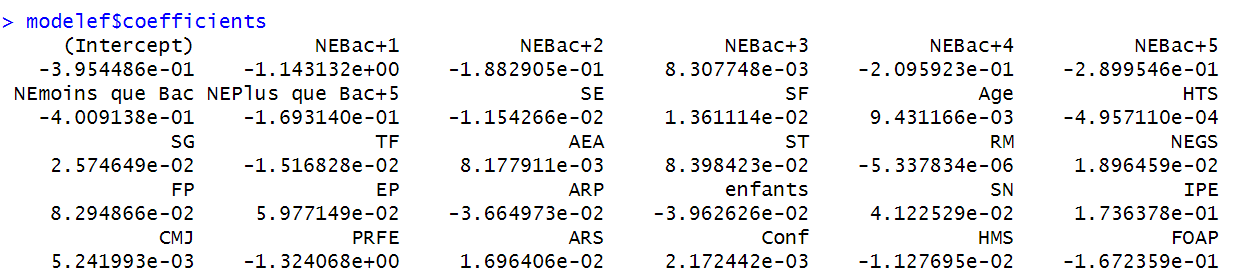 > modelef$coefficients
(Intercept) NEBac+1 NEBac+2 NEBac+3 NEBac+4 NEBac+5
-3.954486e-01 -1.143132e+00 -1.882905e-01 8.307748e-03 -2.095923e-01 -2.899546e-01
NEmoins que Bac NEPlus que Bac+5 SE SF Age HTS
-4.009138e-01 -1.693140e-01 -1.154266e-02 1.361114e-02 9.431166e-03 -4.957110e-04
SG TF AEA ST RM NEGS
2.574649e-02 -1.516828e-02 8.177911e-03 8.398423e-02 -5.337834e-06 1.896459e-02
FP EP ARP enfants SN IPE
8.294866e-02 5.977149e-02 -3.664973e-02 -3.962626e-02 4.122529e-02 1.736378e-01
CMJ PRFE ARS Conf HMS FOAP
5.241993e-03 -1.324068e+00 1.696406e-02 2.172442e-03 -1.127695e-02 -1.672359e-01